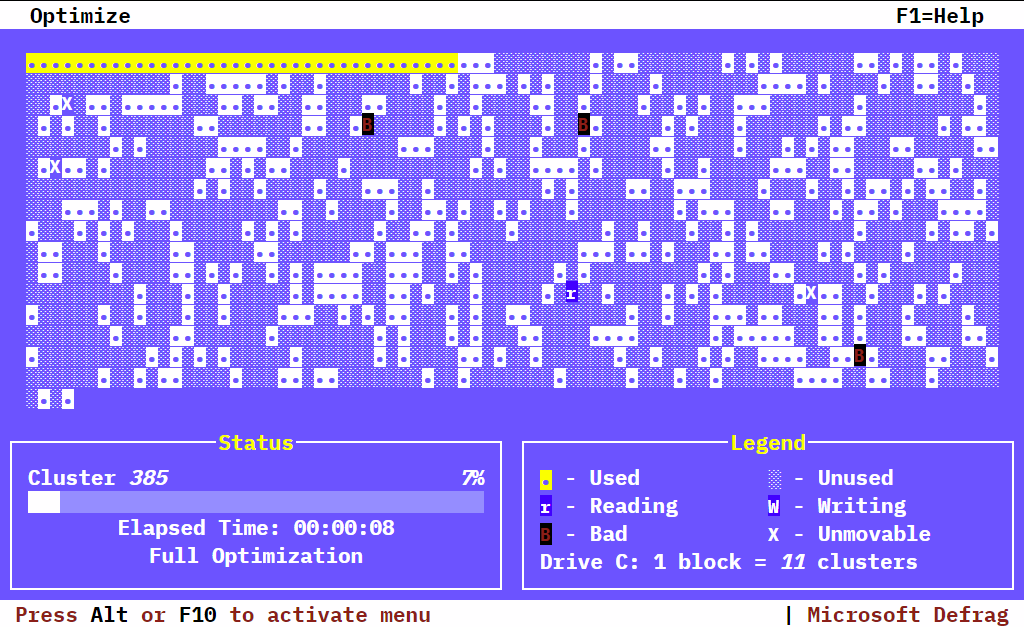 Optimize F1=Help
X
B B
X
r X
B
Status
Cluster 385 7%
Elapsed Time: 00:00:08
Full Optimization
Legend
. - Used - Unused
r - Reading W - Writing
B - Bad X - Unmovable
Drive C: 1 block = 11 clusters
Press Alt or F10 to activate menu | Microsoft Defrag